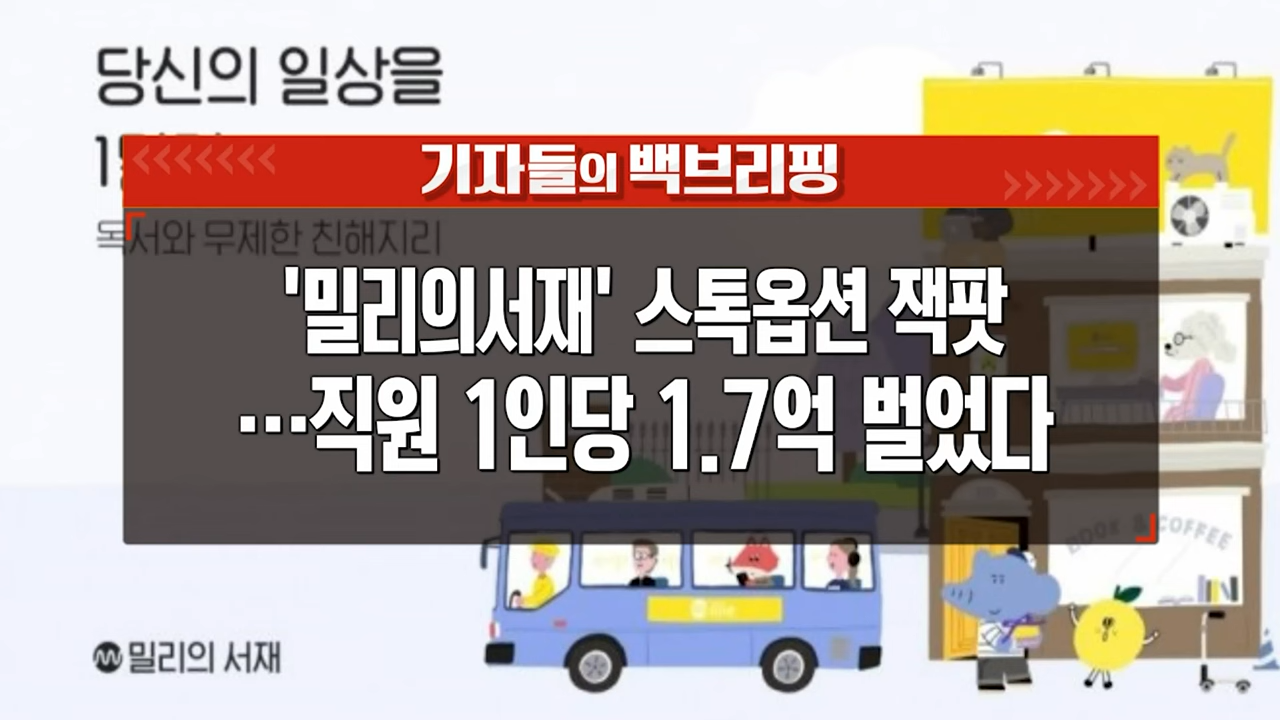 당신의 일상을
기자들의 백브리핑
독서와 무제한 친해지리
'밀리의서재' 스톡옵션 잭팟
…직원 1인당 1.7억 벌었다
BOOK & COFFEE
밀리의 서재